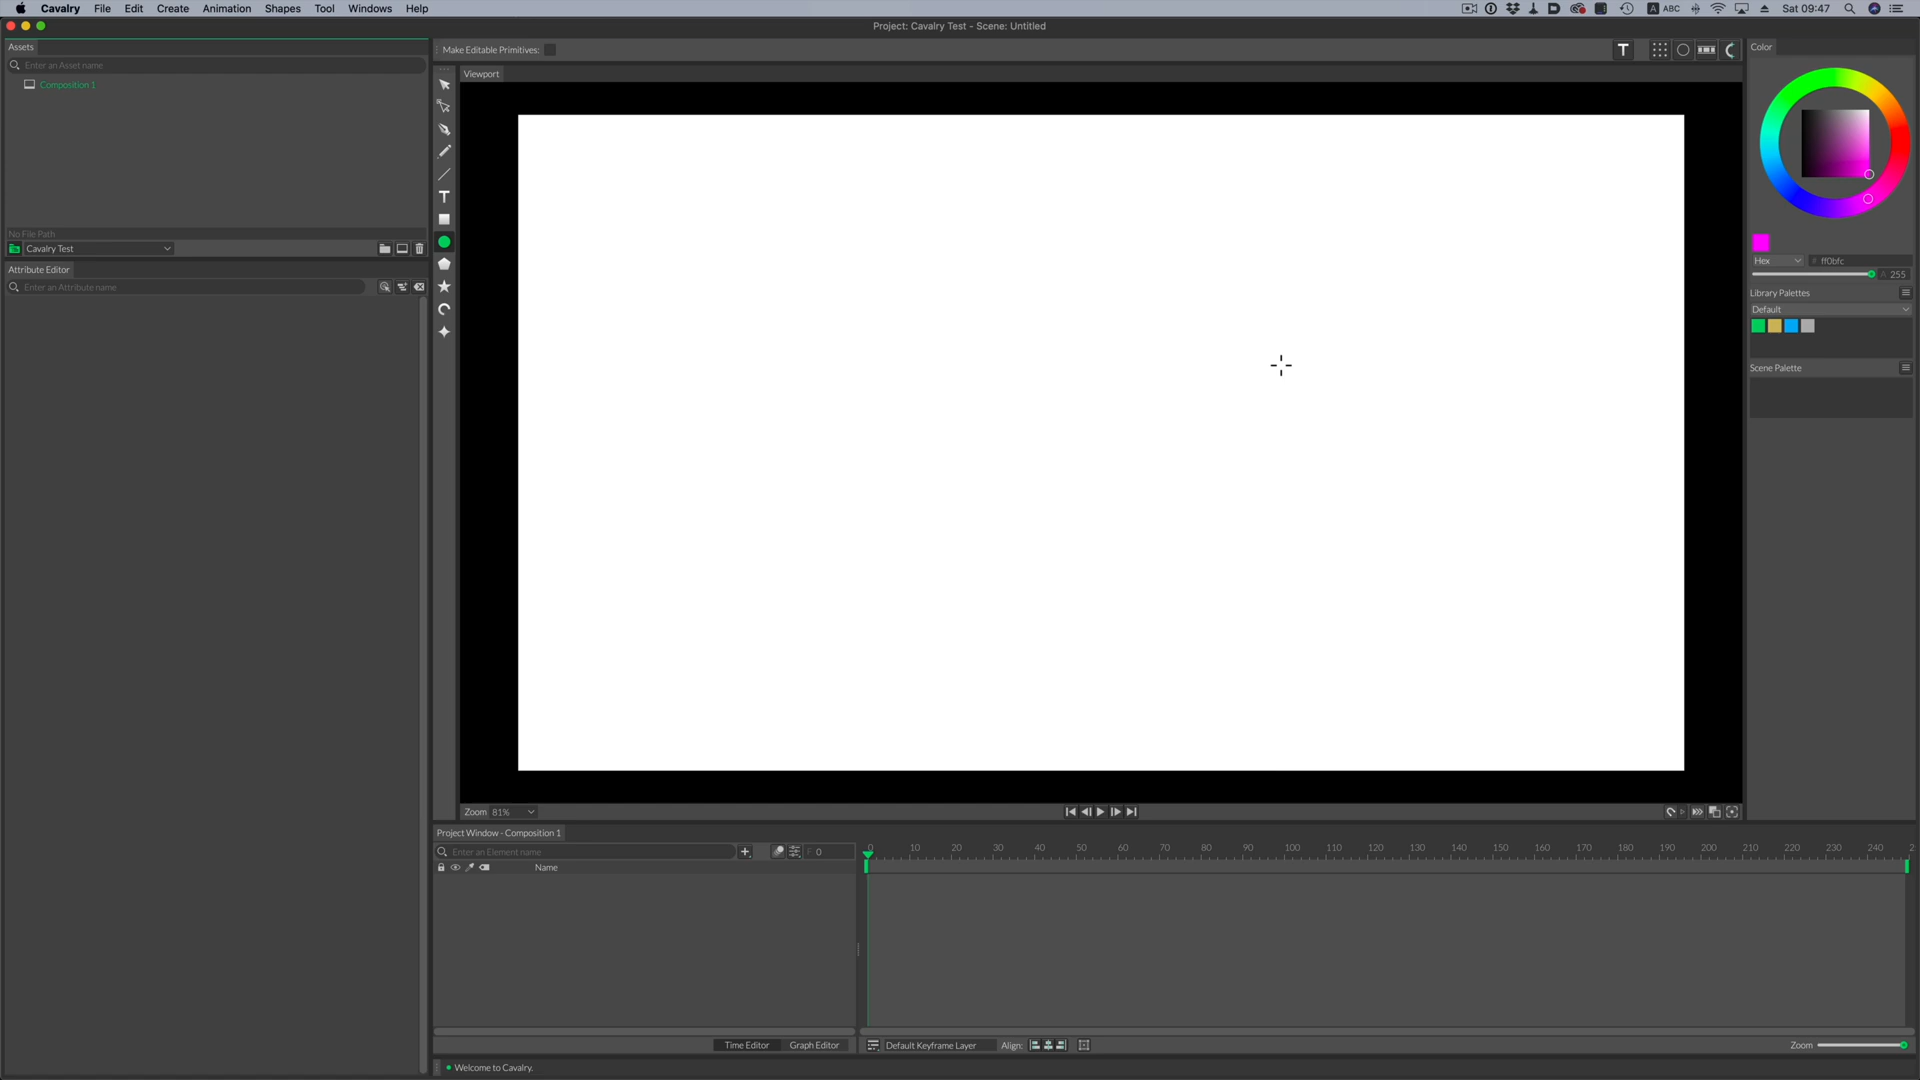 Cavalry File Edit Create Animation Shapes Tool Windows Help
A ABC Sat 09:47
Project: Cavalry Test - Scene: Untitled
Assets
Enter an Asset name
Composition 1
No File Path
Cavalry Test
Attribute Editor
Enter an Attribute name
Make Editable Primitives:
Viewport
Zoom 81%
Project Window - Composition 1
Enter an Element name
F 0
Name
0 10 20 30 40 50 60 70 80 90 100 110 120 130 140 150 160 170 180 190 200 210 220 230 240 2
Time Editor Graph Editor
Default Keyframe Layer Align:
Zoom
Welcome to Cavalry.
Color
Hex # ff0bfc
A 255
Library Palettes
Default
Scene Palette